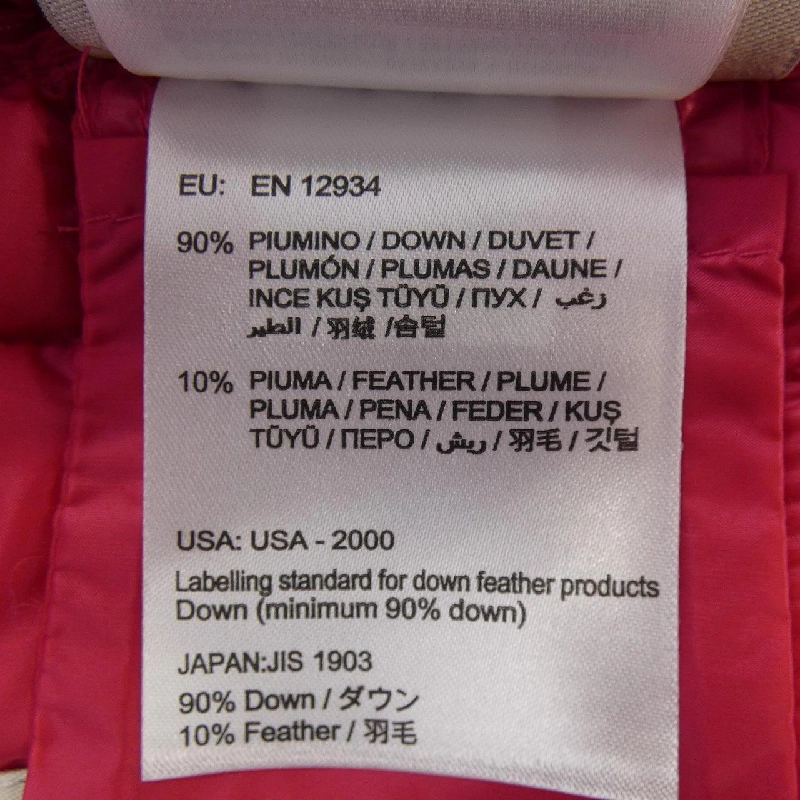 EU: EN 12934
90% PIUMINO / DOWN / DUVET /
PLUMÓN / PLUMAS / DAUNE /
INCE KUŞ TÜYÜ / ПУХ / زغب
الطير / 羽绒 /솜털
10% PIUMA / FEATHER / PLUME /
PLUMA / PENA / FEDER / KUŞ
TÜYÜ / ПЕРО / ريش / 羽毛 / 깃털
USA: USA - 2000
Labelling standard for down feather products
Down (minimum 90% down)
JAPAN:JIS 1903
90% Down / ダウン
10% Feather / 羽毛